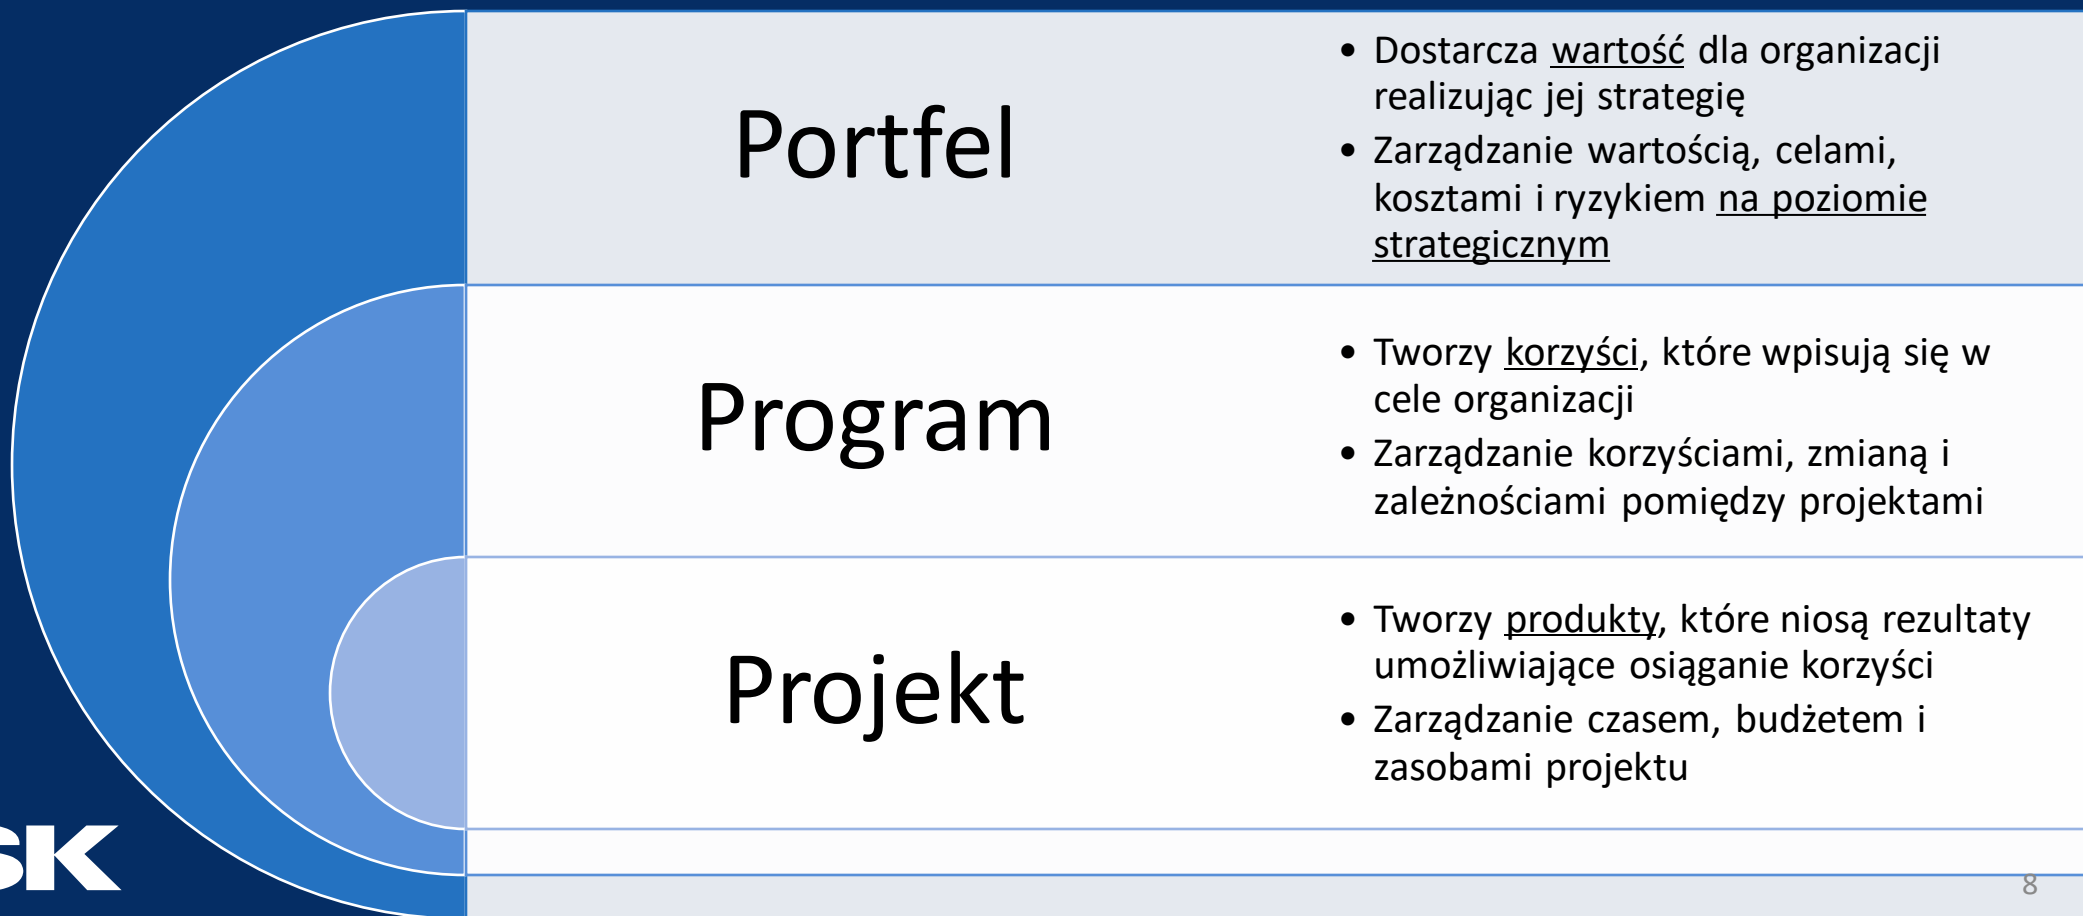 Portfel
• Dostarcza wartość dla organizacji
realizując jej strategię
• Zarządzanie wartością, celami,
kosztami i ryzykiem na poziomie
strategicznym
Program
• Tworzy korzyści, które wpisują się w
cele organizacji
• Zarządzanie korzyściami, zmianą i
zależnościami pomiędzy projektami
Projekt
• Tworzy produkty, które niosą rezultaty
umożliwiające osiąganie korzyści
• Zarządzanie czasem, budżetem i
zasobami projektu
SK
8